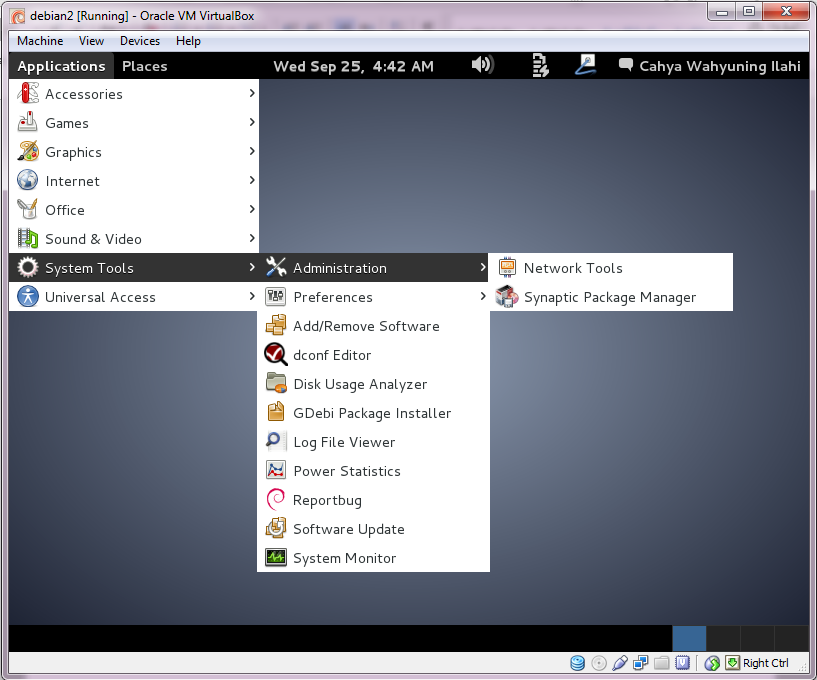 debian2 [Running] - Oracle VM VirtualBox
Machine View Devices Help
Applications Places Wed Sep 25, 4:42 AM Cahya Wahyuning Ilahi
Accessories
Games
Graphics
Internet
Office
Sound & Video
System Tools
Universal Access
Administration
Preferences
Add/Remove Software
dconf Editor
Disk Usage Analyzer
GDebi Package Installer
Log File Viewer
Power Statistics
Reportbug
Software Update
System Monitor
Network Tools
Synaptic Package Manager
Right Ctrl